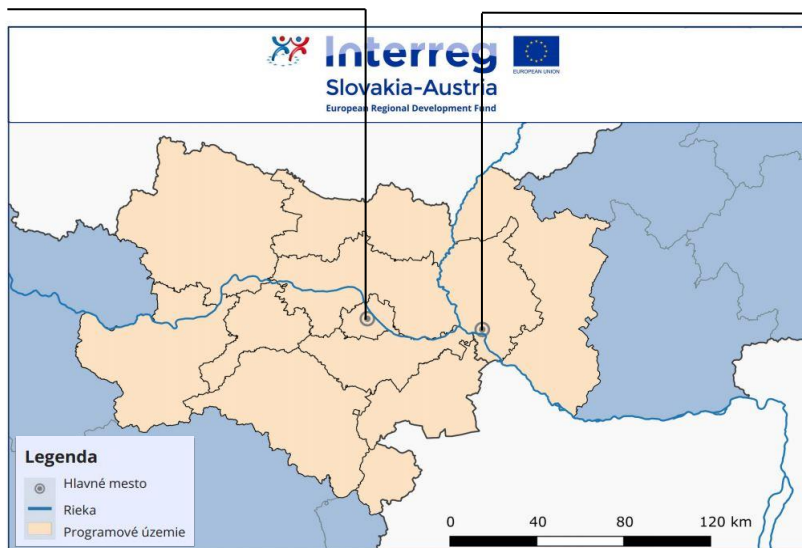 Interreg
EUROPEAN UNION
Slovakia-Austria
European Regional Development Fund
Legenda
Hlavné mesto
Rieka
Programové územie
0 40 80 120 km